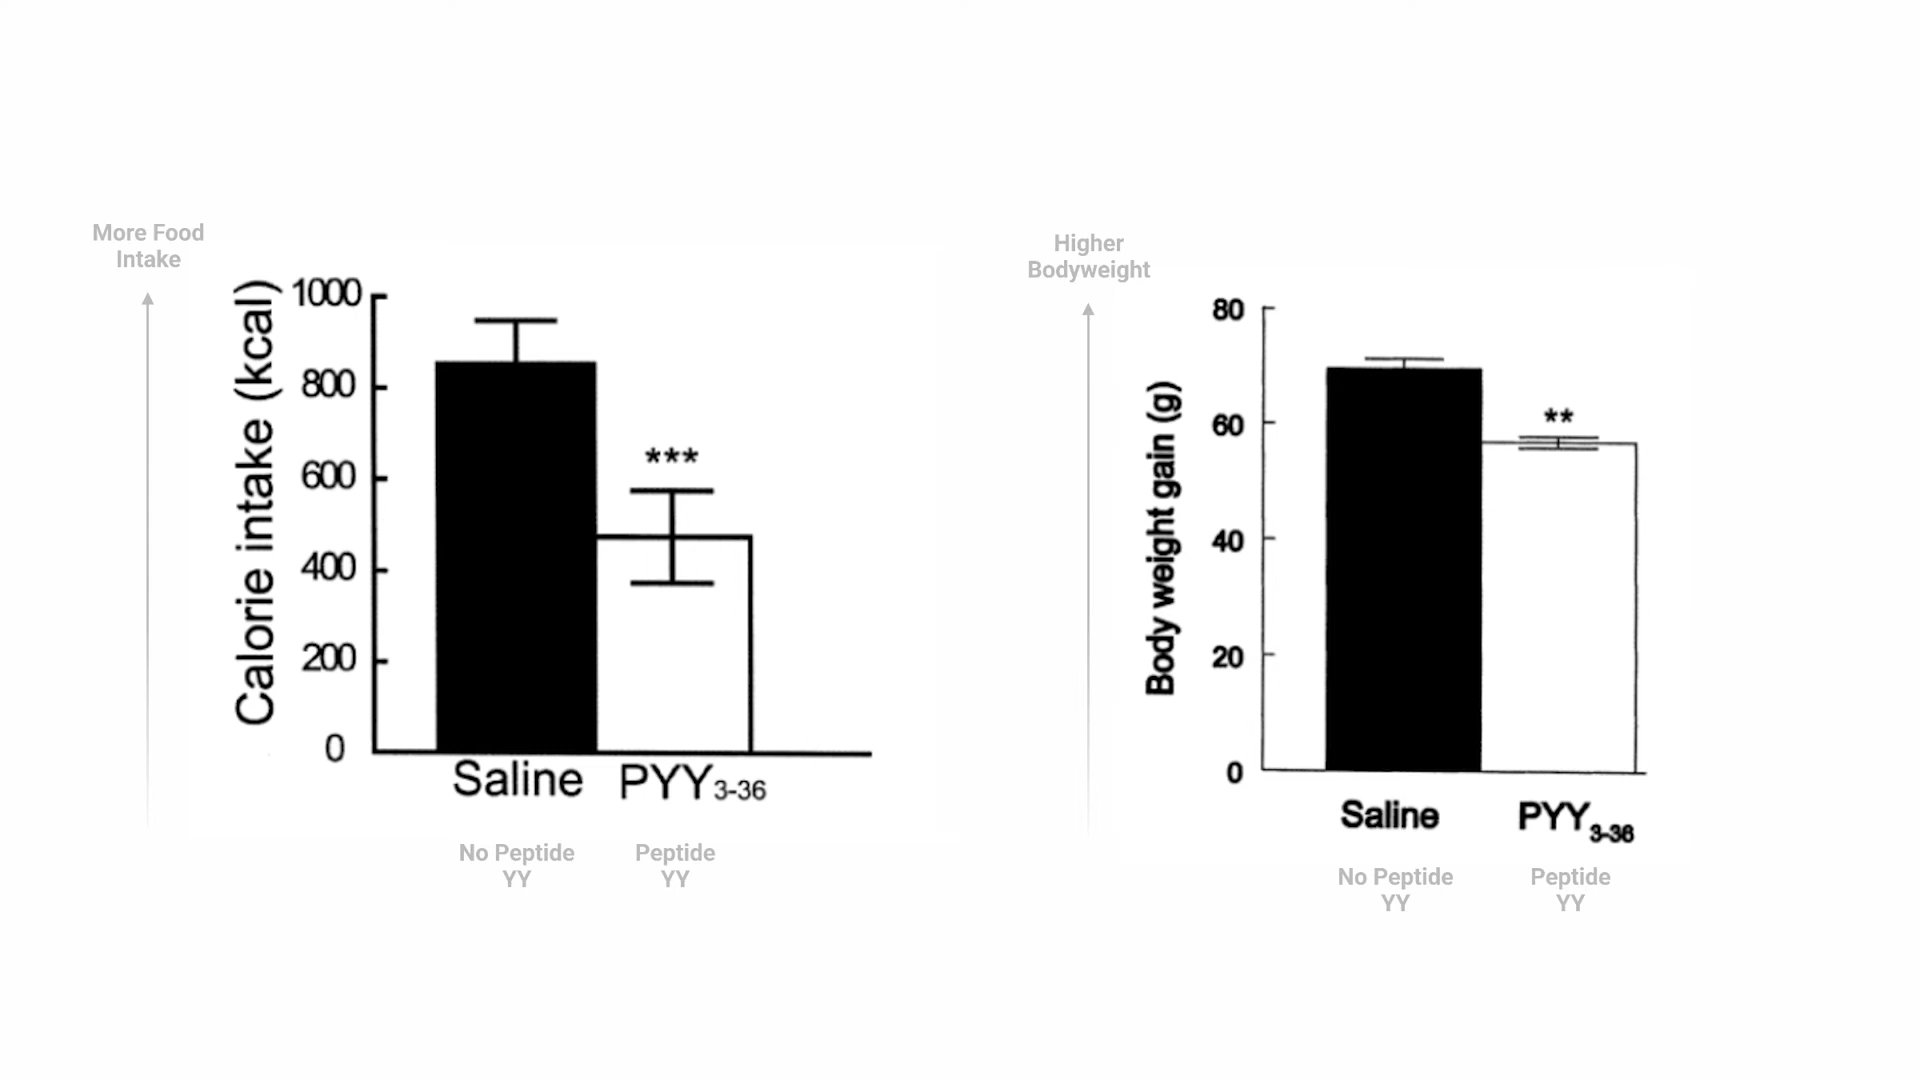 More Food
Intake
Calorie intake (kcal)
1000
800
600
400
200
0
***
Saline
PYY3-36
No Peptide
YY
Peptide
YY
Higher
Bodyweight
Body weight gain (g)
80
60
40
20
0
**
Saline
PYY3-36
No Peptide
YY
Peptide
YY